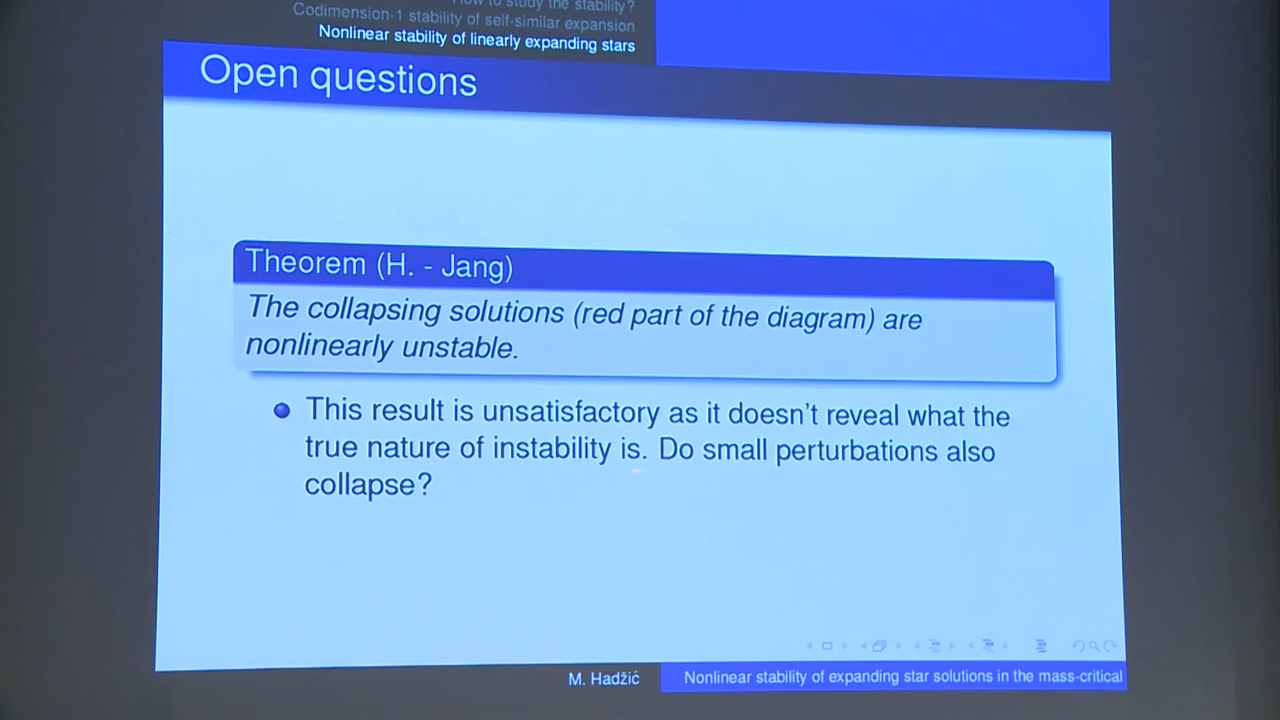 How to study the stability?
Codimension-1 stability of self-similar expansion
Nonlinear stability of linearly expanding stars
Open questions
Theorem (H. - Jang)
The collapsing solutions (red part of the diagram) are
nonlinearly unstable.
This result is unsatisfactory as it doesn't reveal what the
true nature of instability is. Do small perturbations also
collapse?
M. Hadžić
Nonlinear stability of expanding star solutions in the mass-critical